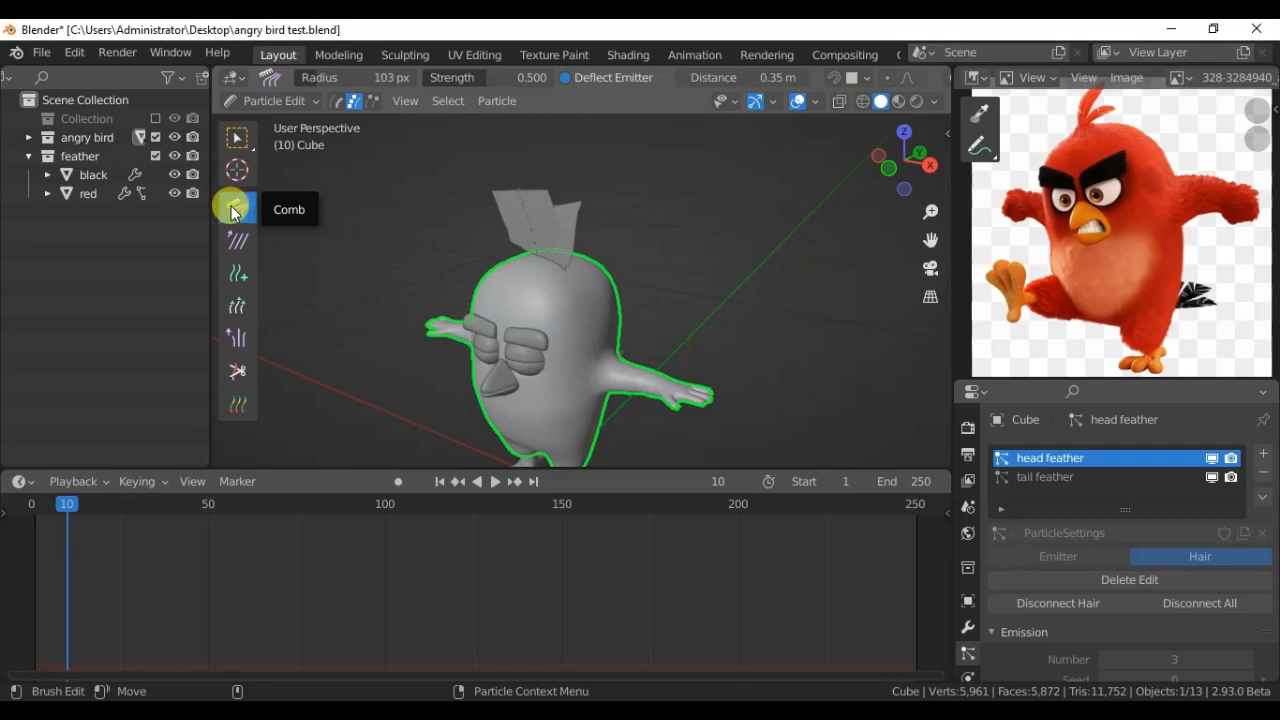 Blender* [C:\Users\Administrator\Desktop\angry bird test.blend]
File Edit Render Window Help Layout Modeling Sculpting UV Editing Texture Paint Shading Animation Rendering Compositing Scene View Layer
Radius 103 px Strength 0.500 Deflect Emitter Distance 0.35 m View View Image 328-3284940_
Scene Collection
Particle Edit View Select Particle
Collection
angry bird
feather
black
red
User Perspective
(10) Cube
Z
Y
X
Comb
Cube head feather
head feather
tail feather
Playback Keying View Marker 10 Start 1 End 250
0 10 50 100 150 200 250
ParticleSettings
Emitter Hair
Delete Edit
Disconnect Hair Disconnect All
Emission
Number 3
Seed 0
Brush Edit Move Particle Context Menu Cube | Verts:5,961 | Faces:5,872 | Tris:11,752 | Objects:1/13 | 2.93.0 Beta